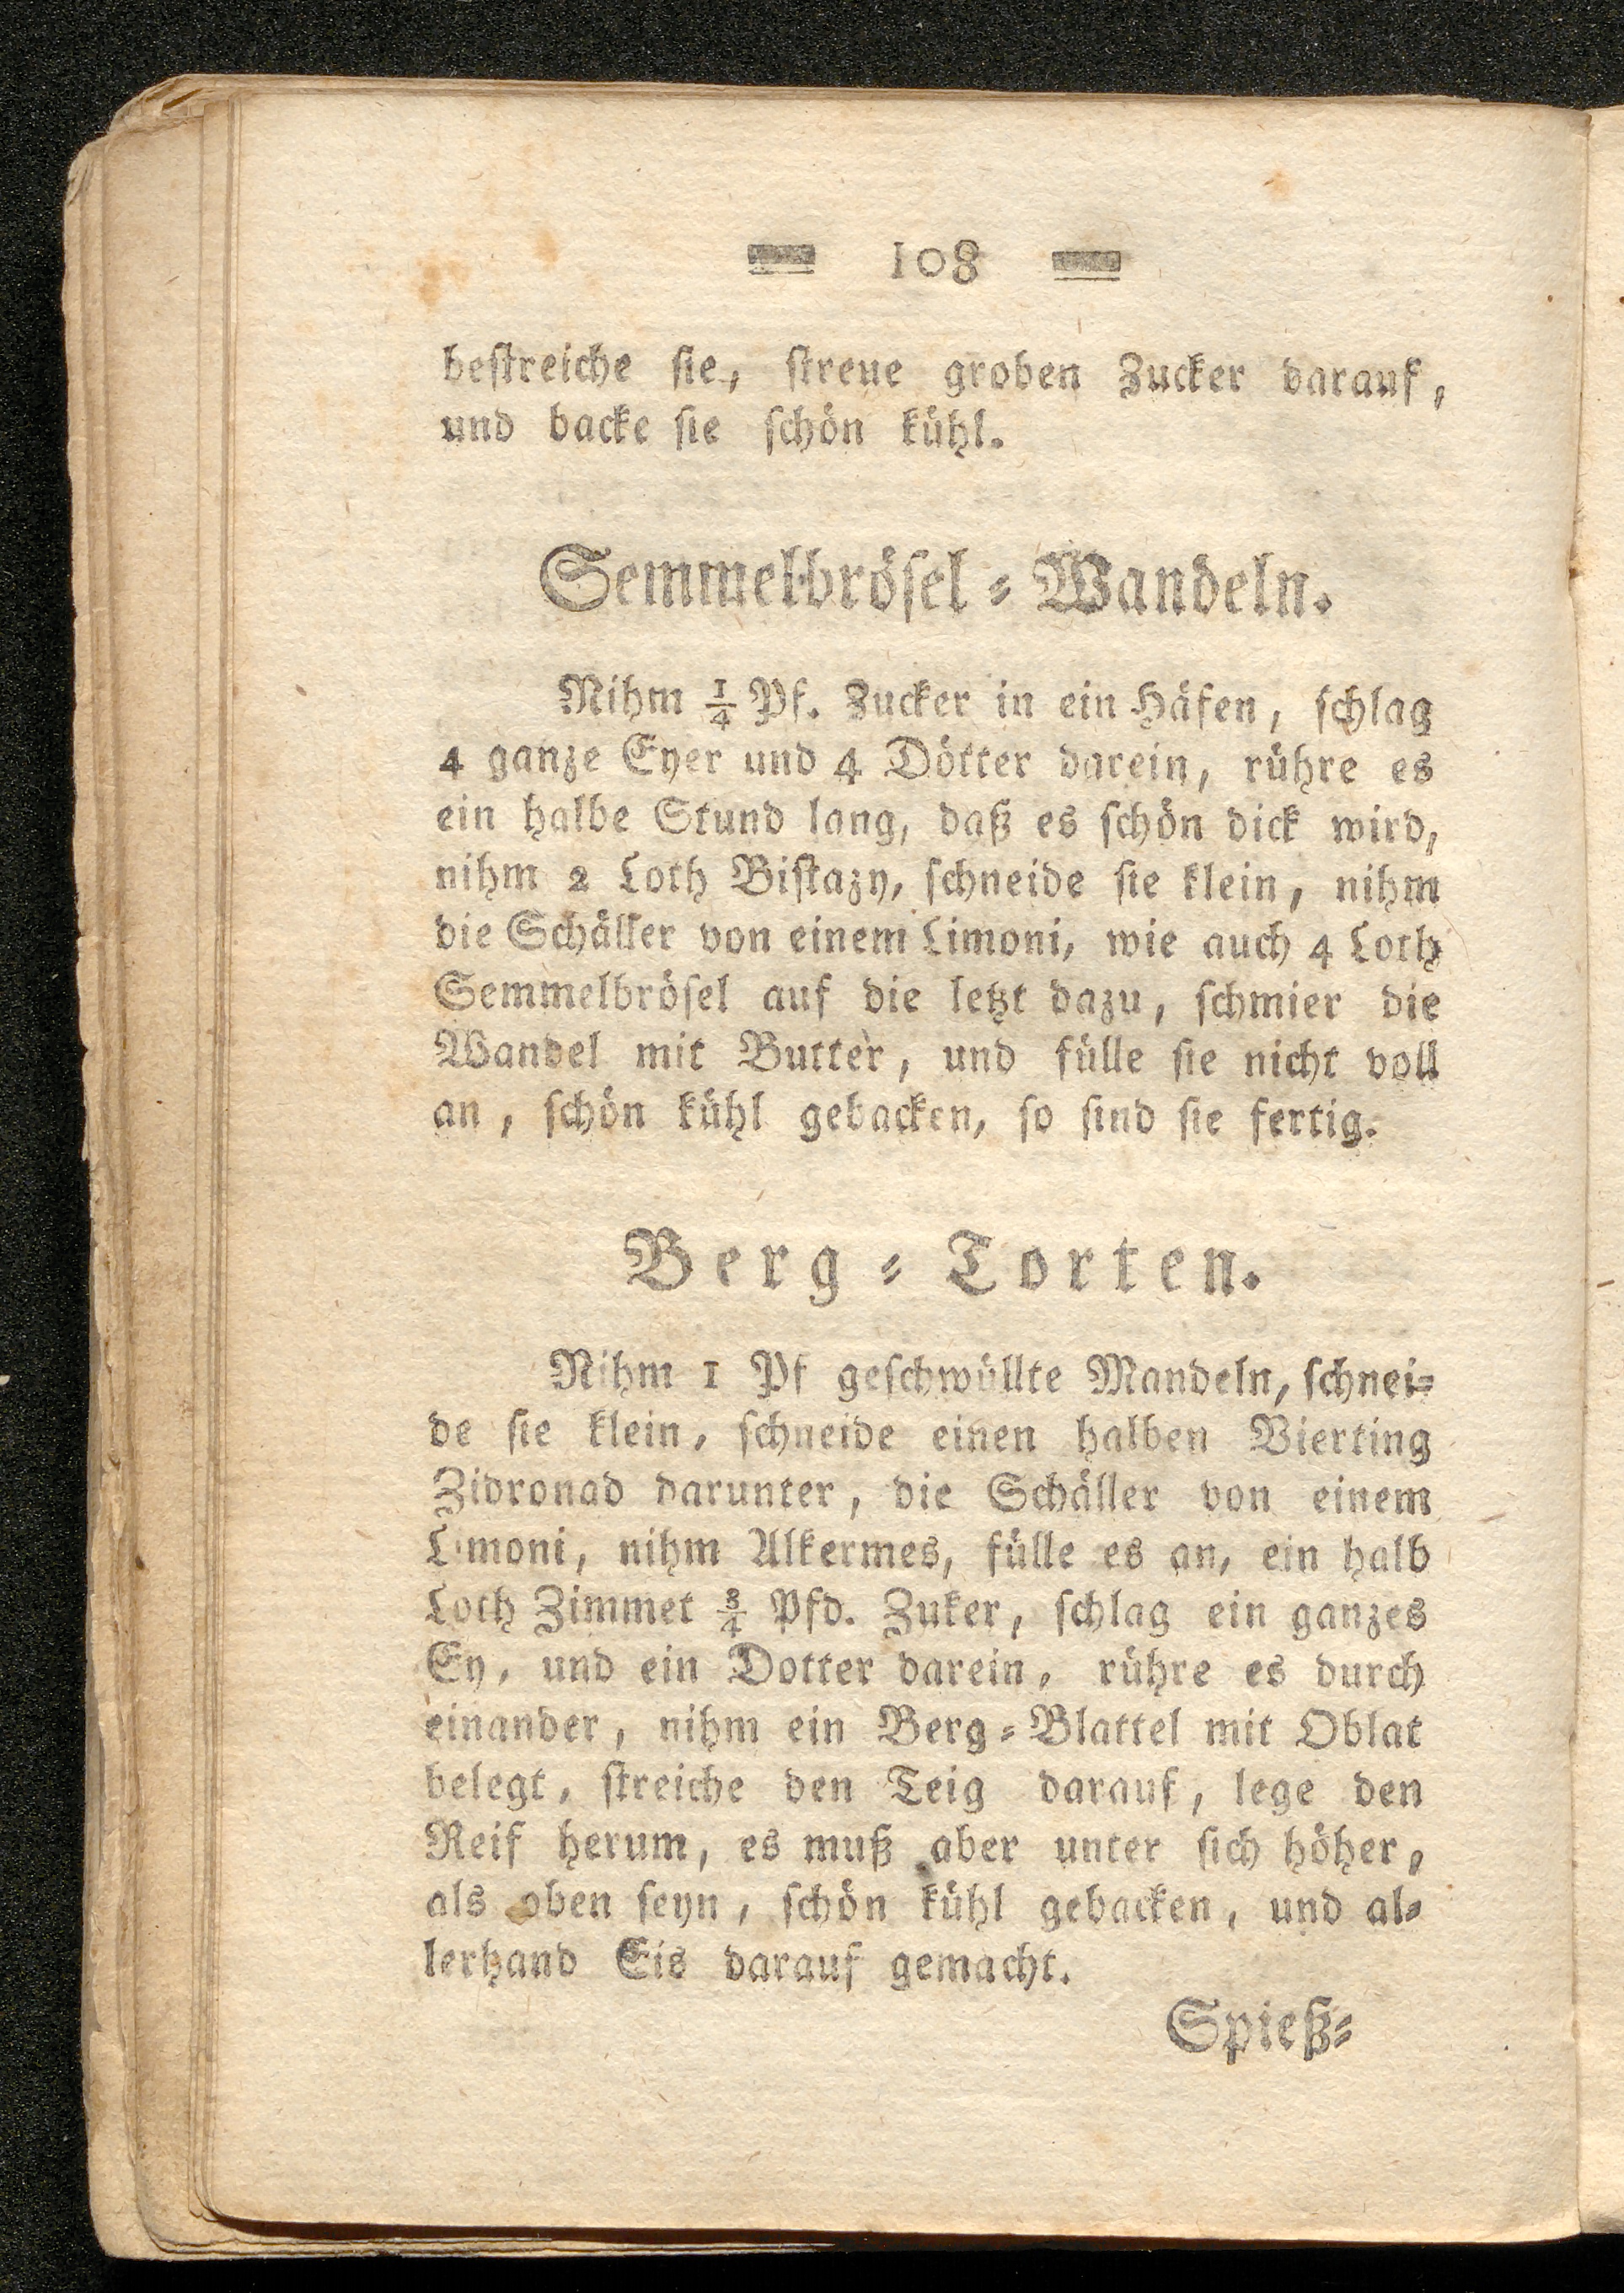 108
bestreiche sie, streue groben Zucker darauf,
und backe sie schön kühl.
Semmelbrösel-Wandeln.
Nihm 1/4 Pf. Zucker in ein Häfen, schlag
4 ganze Eyer und 4 Dötter darein, rühre es
ein halbe Stund lang, daß es schön dick wird,
nihm 2 Loth Bistazy, schneide sie klein, nihm
die Schäller von einem Limoni, wie auch 4 Loth
Semmelbrösel auf die letzt dazu, schmier die
Wandel mit Butter, und fülle sie nicht voll
an, schön kühl gebacken, so sind sie fertig.
Berg-Torten.
Nihm 1 Pf geschwöllte Mandeln, schnei-
de sie klein, schneide einen halben Vierting
Zidronad darunter, die Schäller von einem
Limoni, nihm Alkermes, fülle es an, ein halb
Loth Zimmet 3/4 Pfd. Zuker, schlag ein ganzes
Ey, und ein Dotter darein, rühre es durch
einander, nihm ein Berg-Blattel mit Oblat
belegt, streiche den Teig darauf, lege den
Reif herum, es muß aber unter sich höher,
als oben seyn, schön kühl gebacken, und al-
lerhand Eis darauf gemacht.
Spieß-